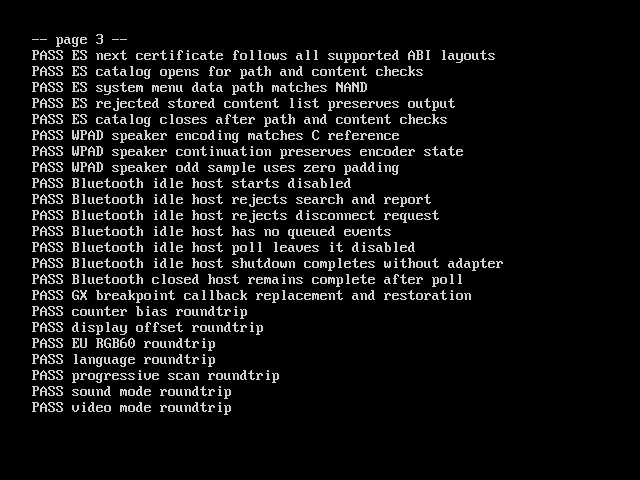 -- page 3 --
PASS ES next certificate follows all supported ABI layouts
PASS ES catalog opens for path and content checks
PASS ES system menu data path matches NAND
PASS ES rejected stored content list preserves output
PASS ES catalog closes after path and content checks
PASS WPAD speaker encoding matches C reference
PASS WPAD speaker continuation preserves encoder state
PASS WPAD speaker odd sample uses zero padding
PASS Bluetooth idle host starts disabled
PASS Bluetooth idle host rejects search and report
PASS Bluetooth idle host rejects disconnect request
PASS Bluetooth idle host has no queued events
PASS Bluetooth idle host poll leaves it disabled
PASS Bluetooth idle host shutdown completes without adapter
PASS Bluetooth closed host remains complete after poll
PASS GX breakpoint callback replacement and restoration
PASS counter bias roundtrip
PASS display offset roundtrip
PASS EU RGB60 roundtrip
PASS language roundtrip
PASS progressive scan roundtrip
PASS sound mode roundtrip
PASS video mode roundtrip